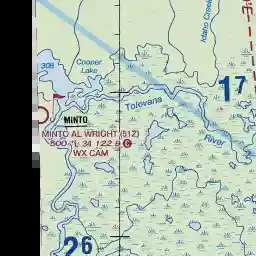 308
Cooper
Lake
Idaho Creek
1⁷
Tolovana
MINTO
River
MINTO AL WRIGHT (51Z)
500 *L 34 122.9 C
WX CAM
2⁶